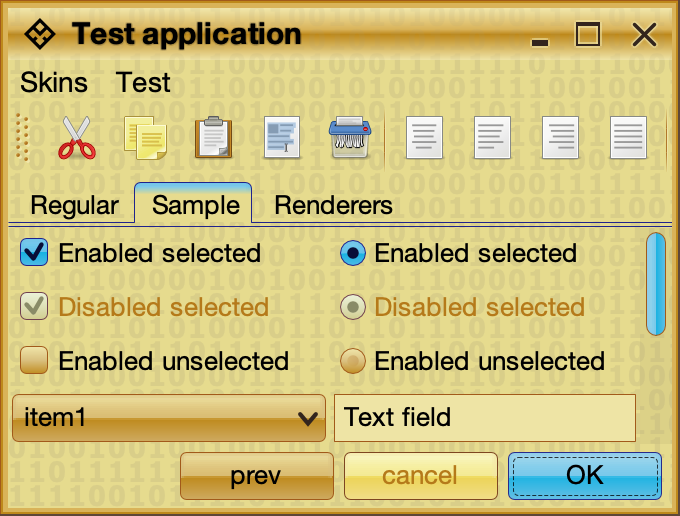 Test application
Skins Test
Regular Sample Renderers
Enabled selected Enabled selected
Disabled selected Disabled selected
Enabled unselected Enabled unselected
item1 Text field
prev cancel OK